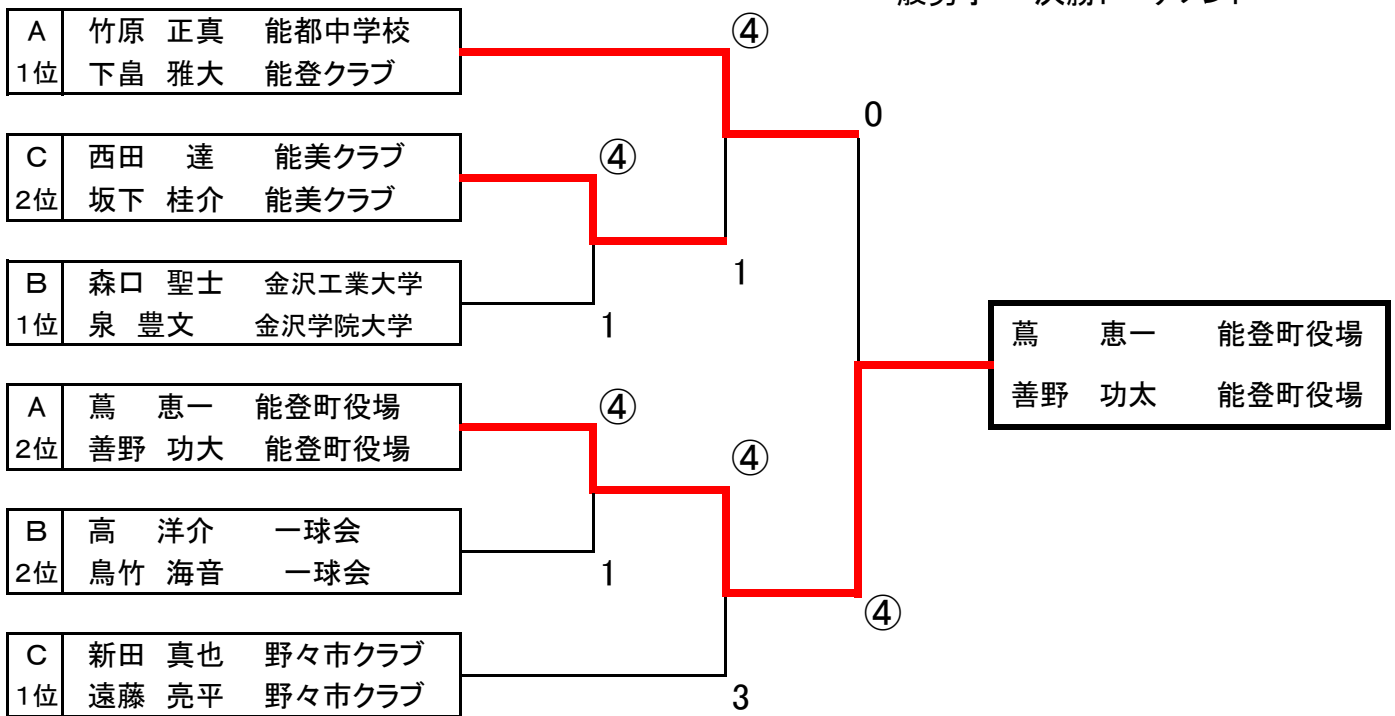 A 竹原 正真 能都中学校
1位 下畠 雅大 能登クラブ
④
0
C 西田 達 能美クラブ
2位 坂下 桂介 能美クラブ
④
1
B 森口 聖士 金沢工業大学
1位 泉 豊文 金沢学院大学
1
蔦 恵一 能登町役場
善野 功太 能登町役場
A 蔦 恵一 能登町役場
2位 善野 功大 能登町役場
④
④
B 高 洋介 一球会
2位 鳥竹 海音 一球会
1
④
C 新田 真也 野々市クラブ
1位 遠藤 亮平 野々市クラブ
3